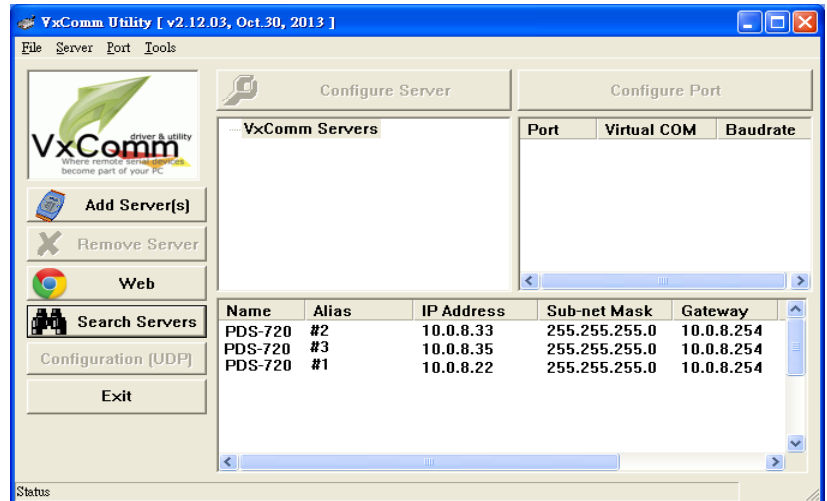 VxComm Utility [ v2.12.03, Oct.30, 2013 ]
File Server Port Tools
VxComm driver & utility
Where remote serial devices
become part of your PC
Add Server(s)
Remove Server
Web
Search Servers
Configuration (UDP)
Exit
Configure Server
Configure Port
VxComm Servers
Port Virtual COM Baudrate
Name Alias IP Address Sub-net Mask Gateway
PDS-720 #2 10.0.8.33 255.255.255.0 10.0.8.254
PDS-720 #3 10.0.8.35 255.255.255.0 10.0.8.254
PDS-720 #1 10.0.8.22 255.255.255.0 10.0.8.254
Status